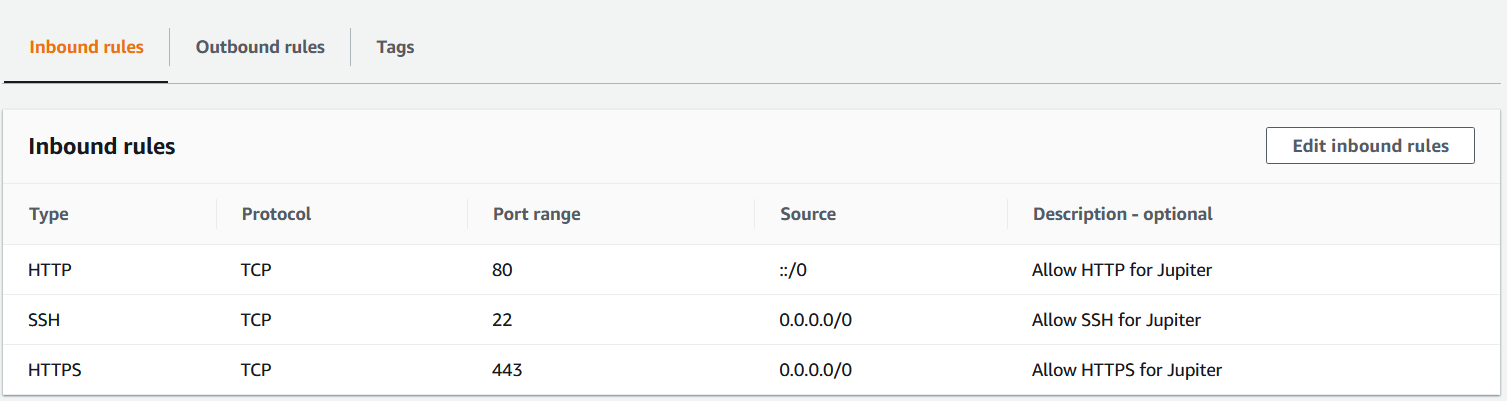 Inbound rules Outbound rules Tags
Inbound rules Edit inbound rules
Type Protocol Port range Source Description - optional
HTTP TCP 80 ::/0 Allow HTTP for Jupiter
SSH TCP 22 0.0.0.0/0 Allow SSH for Jupiter
HTTPS TCP 443 0.0.0.0/0 Allow HTTPS for Jupiter